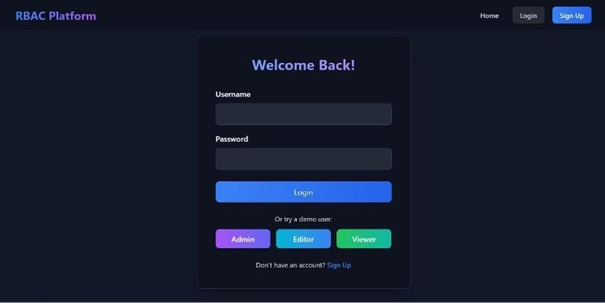 RBAC Platform
Home Login Sign Up
Welcome Back!
Username
Password
Login
Or try a demo user:
Admin Editor Viewer
Don't have an account? Sign Up